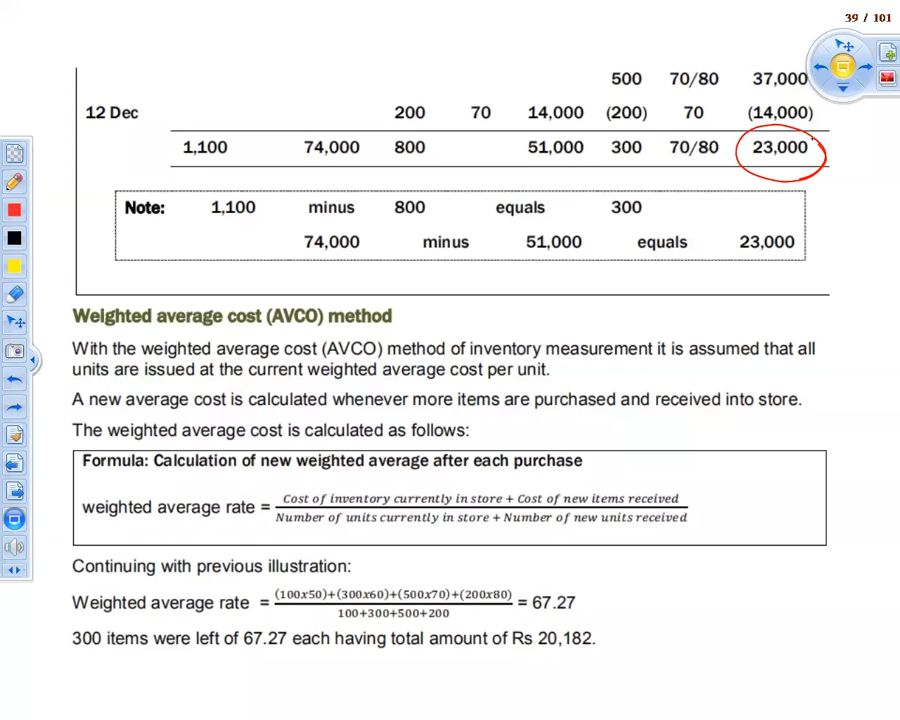 39 / 101
500 70/80 37,000
12 Dec 200 70 14,000 (200) 70 (14,000)
1,100 74,000 800 51,000 300 70/80 23,000
Note: 1,100 minus 800 equals 300
74,000 minus 51,000 equals 23,000
Weighted average cost (AVCO) method
With the weighted average cost (AVCO) method of inventory measurement it is assumed that all
units are issued at the current weighted average cost per unit.
A new average cost is calculated whenever more items are purchased and received into store.
The weighted average cost is calculated as follows:
Formula: Calculation of new weighted average after each purchase
weighted average rate = Cost of inventory currently in store + Cost of new items received
Number of units currently in store + Number of new units received
Continuing with previous illustration:
Weighted average rate = (100x50)+(300x60)+(500x70)+(200x80)
100+300+500+200
= 67.27
300 items were left of 67.27 each having total amount of Rs 20,182.